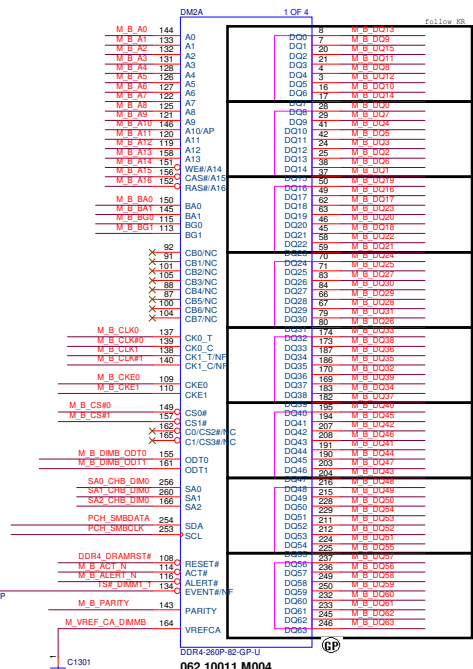 DM2A 1 OF 4
follow KR
M_B_A0 144 A0 DQ0 8 M_B_DQ13
M_B_A1 133 A1 DQ1 7 M_B_DQ9
M_B_A2 132 A2 DQ2 20 M_B_DQ15
M_B_A3 131 A3 DQ3 21 M_B_DQ11
M_B_A4 128 A4 DQ4 4 M_B_DQ8
M_B_A5 126 A5 DQ5 3 M_B_DQ12
M_B_A6 127 A6 DQ6 16 M_B_DQ10
M_B_A7 122 A7 DQ7 17 M_B_DQ14
M_B_A8 125 A8 DQ8 28 M_B_DQ0
M_B_A9 121 A9 DQ9 29 M_B_DQ7
M_B_A10 146 A10/AP DQ10 41 M_B_DQ4
M_B_A11 120 A11 DQ11 42 M_B_DQ5
M_B_A12 119 A12 DQ12 24 M_B_DQ3
M_B_A13 158 A13 DQ13 25 M_B_DQ2
M_B_A14 151 WE#/A14 DQ14 38 M_B_DQ6
M_B_A15 156 CAS#/A15 DQ15 37 M_B_DQ1
M_B_A16 152 RAS#/A16 DQ16 50 M_B_DQ19
DQ17 49 M_B_DQ16
M_B_BA0 150 BA0 DQ18 62 M_B_DQ17
M_B_BA1 145 BA1 DQ19 63 M_B_DQ23
M_B_BG0 115 BG0 DQ20 46 M_B_DQ20
M_B_BG1 113 BG1 DQ21 45 M_B_DQ18
DQ22 58 M_B_DQ22
DQ23 59 M_B_DQ21
92 CB0/NC DQ24 70 M_B_DQ24
91 CB1/NC DQ25 71 M_B_DQ25
101 CB2/NC DQ26 83 M_B_DQ27
105 CB3/NC DQ27 84 M_B_DQ30
88 CB4/NC DQ28 66 M_B_DQ29
87 CB5/NC DQ29 67 M_B_DQ28
100 CB6/NC DQ30 79 M_B_DQ31
104 CB7/NC DQ31 80 M_B_DQ26
M_B_CLK0 137 CK0_T DQ32 174 M_B_DQ33
M_B_CLK#0 139 CK0_C DQ33 173 M_B_DQ38
M_B_CLK1 138 CK1_T/NF DQ34 187 M_B_DQ36
M_B_CLK#1 140 CK1_C/NF DQ35 186 M_B_DQ35
DQ36 170 M_B_DQ32
M_B_CKE0 109 CKE0 DQ37 169 M_B_DQ39
M_B_CKE1 110 CKE1 DQ38 183 M_B_DQ34
DQ39 182 M_B_DQ37
M_B_CS#0 149 CS0# DQ40 195 M_B_DQ40
M_B_CS#1 157 CS1# DQ41 194 M_B_DQ45
162 C0/CS2#/NC DQ42 207 M_B_DQ42
165 C1/CS3#/NC DQ43 208 M_B_DQ46
DQ44 191 M_B_DQ41
M_B_DIMB_ODT0 155 ODT0 DQ45 190 M_B_DQ44
M_B_DIMB_ODT1 161 ODT1 DQ46 203 M_B_DQ47
DQ47 204 M_B_DQ43
SA0_CHB_DIM0 256 SA0 DQ48 216 M_B_DQ48
SA1_CHB_DIM0 260 SA1 DQ49 215 M_B_DQ49
SA2_CHB_DIM0 166 SA2 DQ50 228 M_B_DQ50
DQ51 229 M_B_DQ54
PCH_SMBDATA 254 SDA DQ52 211 M_B_DQ51
PCH_SMBCLK 253 SCL DQ53 212 M_B_DQ52
DQ54 224 M_B_DQ53
DQ55 225 M_B_DQ55
DDR4_DRAMRST# 108 RESET# DQ56 237 M_B_DQ57
M_B_ACT_N 114 ACT# DQ57 236 M_B_DQ56
M_B_ALERT_N 116 ALERT# DQ58 249 M_B_DQ58
TS#_DIMM1_1 134 EVENT#/NF DQ59 250 M_B_DQ59
DQ60 232 M_B_DQ60
M_B_PARITY 143 PARITY DQ61 233 M_B_DQ61
DQ62 245 M_B_DQ62
M_VREF_CA_DIMMB 164 VREFCA DQ63 246 M_B_DQ63
P
GP
DDR4-260P-82-GP-U
062.10011.M004
C1301